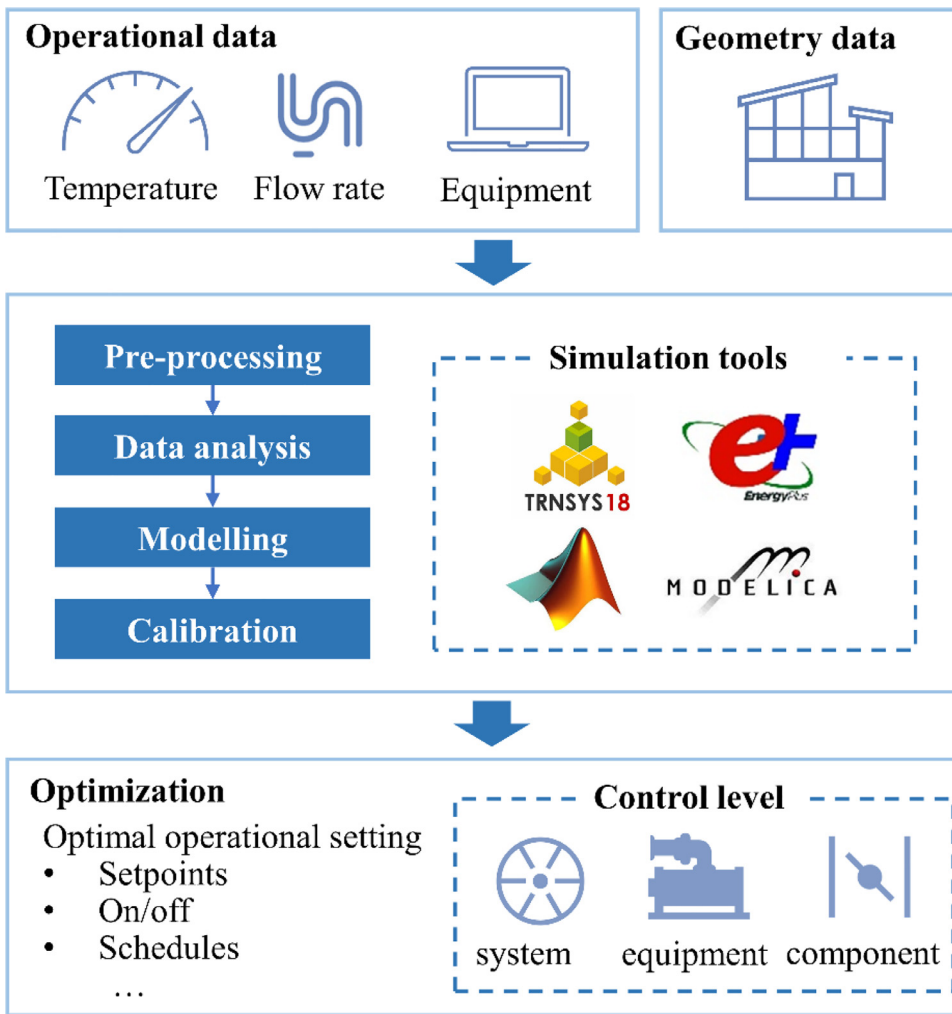 Operational data
Temperature
Flow rate
Equipment
Geometry data
Pre-processing
Data analysis
Modelling
Calibration
Simulation tools
TRNSYS18
e+
EnergyPlus
MODELICA
Optimization
Optimal operational setting
• Setpoints
• On/off
• Schedules
…
Control level
system
equipment
component